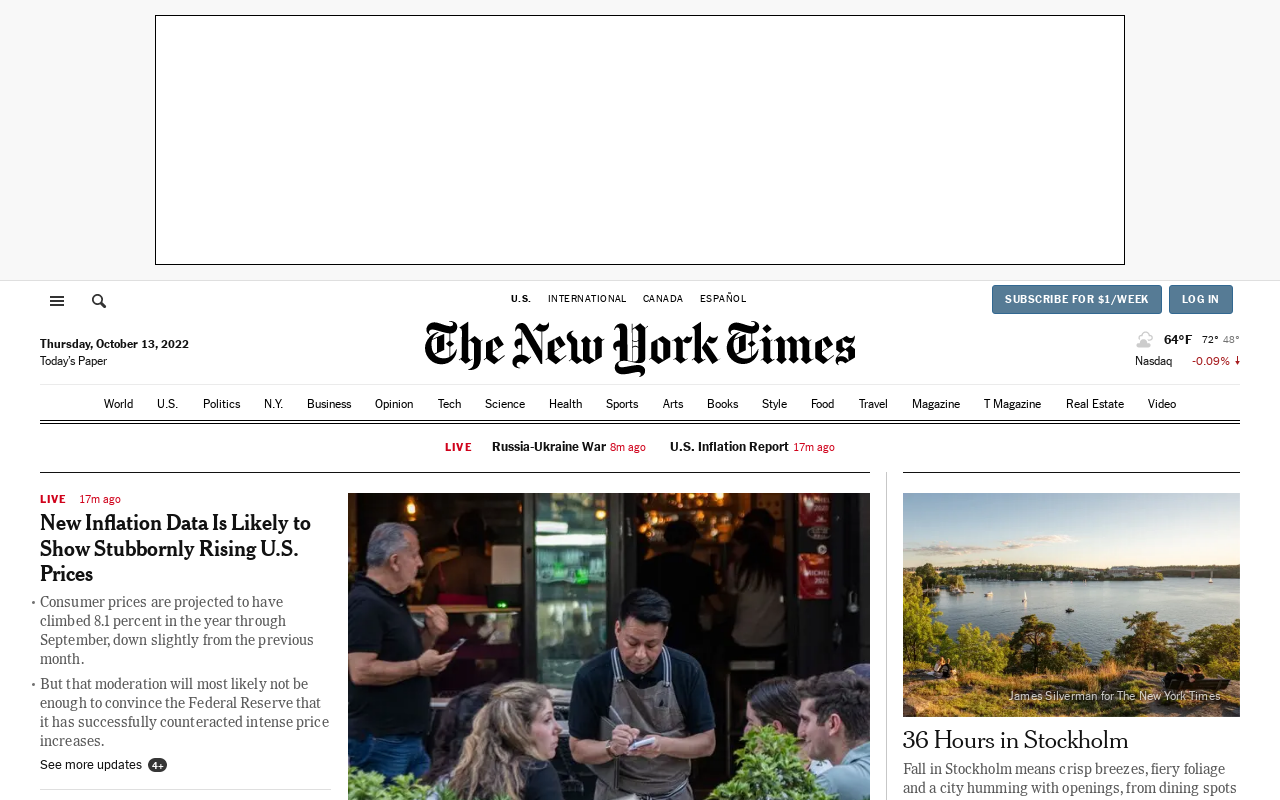 U.S. INTERNATIONAL CANADA ESPAÑOL
SUBSCRIBE FOR $1/WEEK LOG IN
Thursday, October 13, 2022
Today's Paper
The New York Times
64°F 72° 48°
Nasdaq -0.09%
World U.S. Politics N.Y. Business Opinion Tech Science Health Sports Arts Books Style Food Travel Magazine T Magazine Real Estate Video
LIVE Russia-Ukraine War 8m ago U.S. Inflation Report 17m ago
LIVE 17m ago
New Inflation Data Is Likely to
Show Stubbornly Rising U.S.
Prices
• Consumer prices are projected to have
climbed 8.1 percent in the year through
September, down slightly from the previous
month.
• But that moderation will most likely not be
enough to convince the Federal Reserve that
it has successfully counteracted intense price
increases.
See more updates 4+
James Silverman for The New York Times
36 Hours in Stockholm
Fall in Stockholm means crisp breezes, fiery foliage
and a city humming with openings, from dining spots